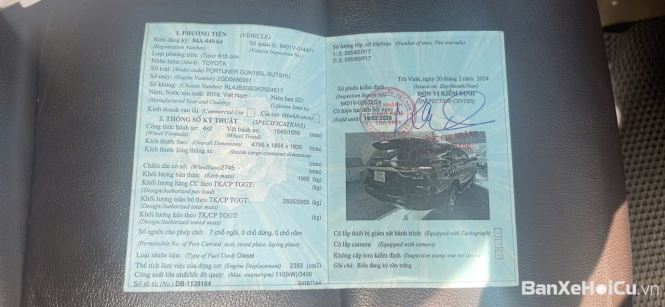 1. PHƯƠNG TIỆN (VEHICLE)
Biển đăng ký: 84A-049.64
(Registration Number)
Số quản lý: 8401V-014471
(Vehicle Inspection No.)
Loại phương tiện: (Type) ô tô con
Nhãn hiệu: (Mark) TOYOTA
Số loại: (Model code) FORTUNER GUN165L-SUTSHU
Số máy: (Engine Number)
Số khung: (Chassis Number) RLAJB3GS3K2524517
Năm, Nước sản xuất: 2019, Việt Nam
(Manufactured Year and Country)
Niên hạn SD:
(Lifetime limit to)
Kinh doanh vận tải (Commercial Use) Cải tạo (Modification)
2. THÔNG SỐ KỸ THUẬT (SPECIFICATIONS)
Công thức bánh xe: 4x2
(Wheel Formula)
Vết bánh xe: (mm)
(Wheel Tread)
Kích thước bao: (Overall Dimension) 4795 x 1855 x 1835 (mm)
Kích thước lòng thùng xe: (mm)
(Inside cargo container dimension)
Chiều dài cơ sở: (Wheelbase) 2745 (mm)
Khối lượng bản thân: (Kerb mass) 1995 (kg)
Khối lượng hàng CC theo TK/CP TGGT: (kg)
(Design/Authorized pay load)
Khối lượng toàn bộ theo TK/CP TGGT: 2605/2605 (kg)
(Design/Authorized total mass)
Khối lượng kéo theo TK/CP TGGT: (kg)
(Design/Authorized towed mass)
Số người cho phép chở: 7 chỗ ngồi, 0 chỗ đứng, 0 chỗ nằm
(Permissible No. of Pers Carried: seat, stood place, laying place)
Loại nhiên liệu: (Type of Fuel Used) Diesel
Thể tích làm việc của động cơ: (Engine Displacement) 2393 (cm3)
Công suất lớn nhất/tốc độ quay: (Max. output/rpm) 110(kW)/3400
Số sê-ri: (No.) DB-1139164
Số lượng lốp, cỡ lốp/trục (Number of tires; Tire size/axle)
1: 2; 265/65R17
2: 2; 265/65R17
Trà Vinh, ngày 20 tháng 2 năm 2024
(Issued on: Day/Month/Year)
Số phiếu kiểm định
(Inspection Report No)
ĐƠN VỊ KIỂM ĐỊNH
(INSPECTION CENTER)
Có hiệu lực đến hết ngày
(Valid until) 19/02/2026
Có lắp thiết bị giám sát hành trình (Equipped with Tachograph)
Có lắp camera (Equipped with camera)
Không cấp tem kiểm định (Inspection stamp was not issued)
Ghi chú: Biển đăng ký nền trắng
BanXeHoiCu.vn